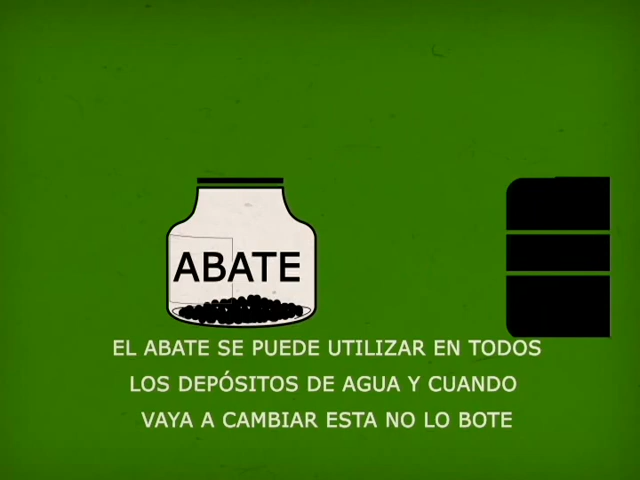 ABATE
EL ABATE SE PUEDE UTILIZAR EN TODOS
LOS DEPÓSITOS DE AGUA Y CUANDO
VAYA A CAMBIAR ESTA NO LO BOTE